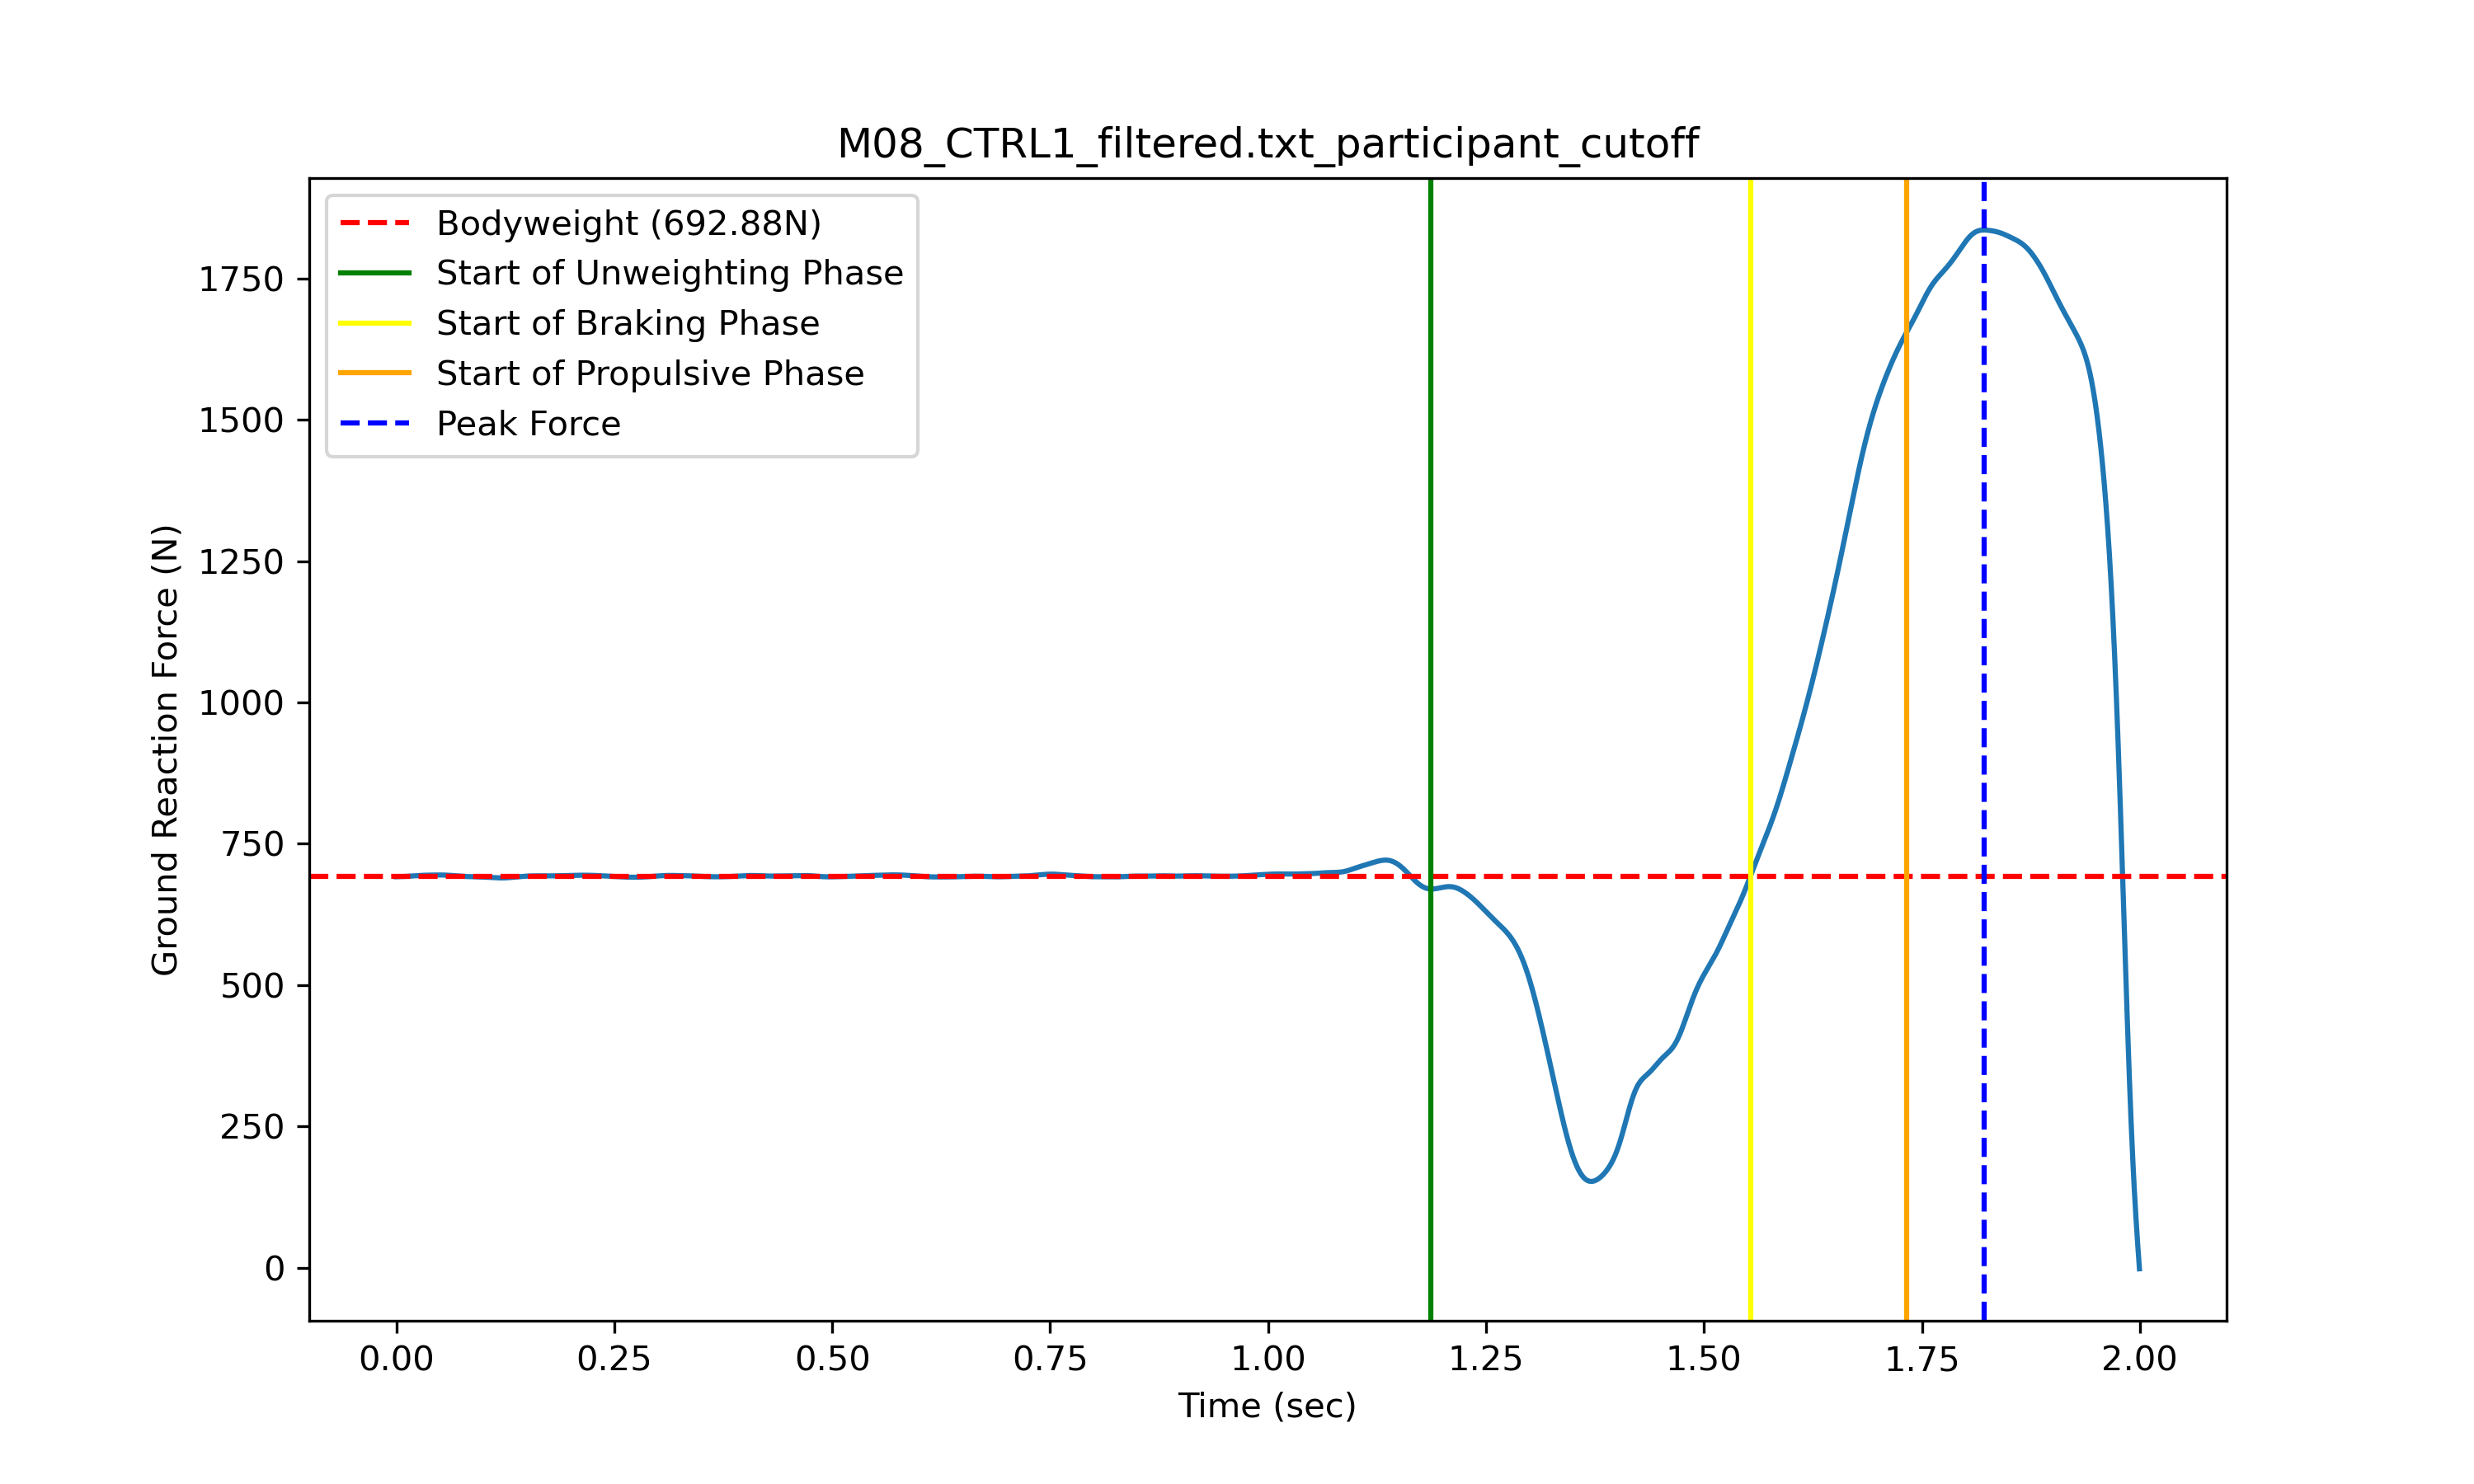 M08_CTRL1_filtered.txt_participant_cutoff
Bodyweight (692.88N)
Start of Unweighting Phase
Start of Braking Phase
Start of Propulsive Phase
Peak Force
Ground Reaction Force (N)
1750
1500
1250
1000
750
500
250
0
0.00 0.25 0.50 0.75 1.00 1.25 1.50 1.75 2.00
Time (sec)